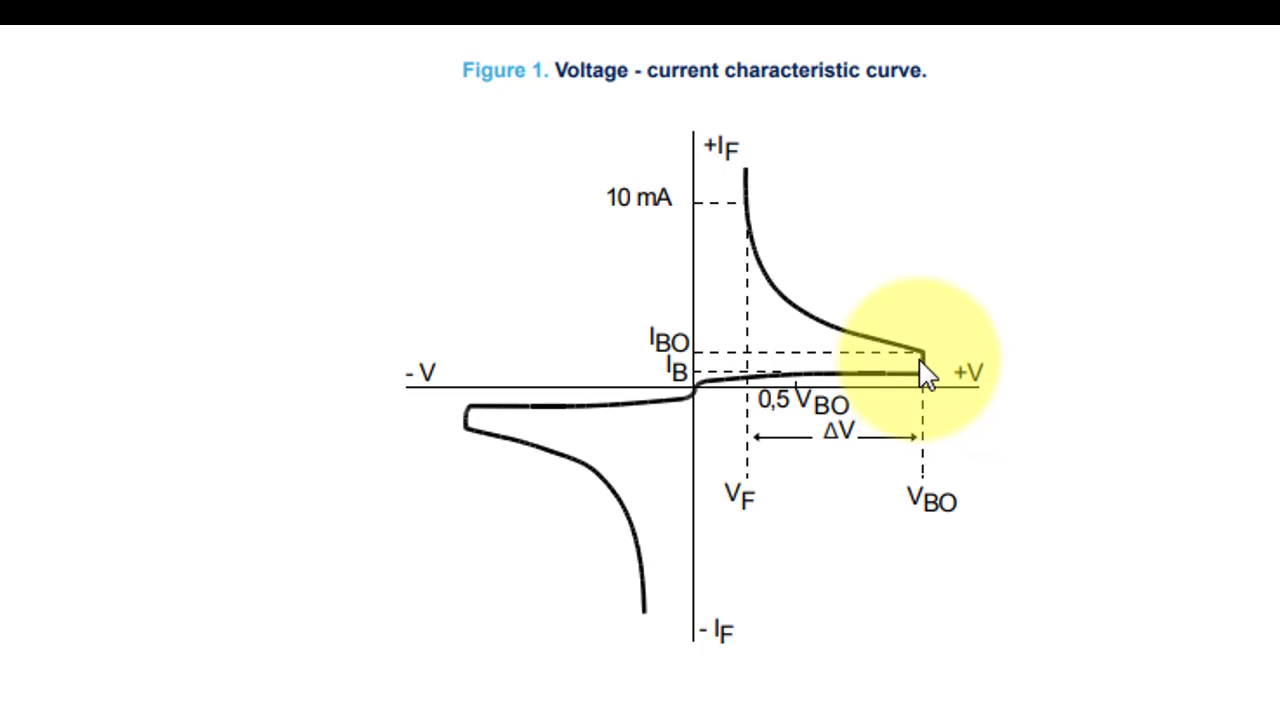 Figure 1. Voltage - current characteristic curve.
+IF
10 mA
IBO
IB
- V
+V
0,5 VBO
ΔV
VF
VBO
- IF